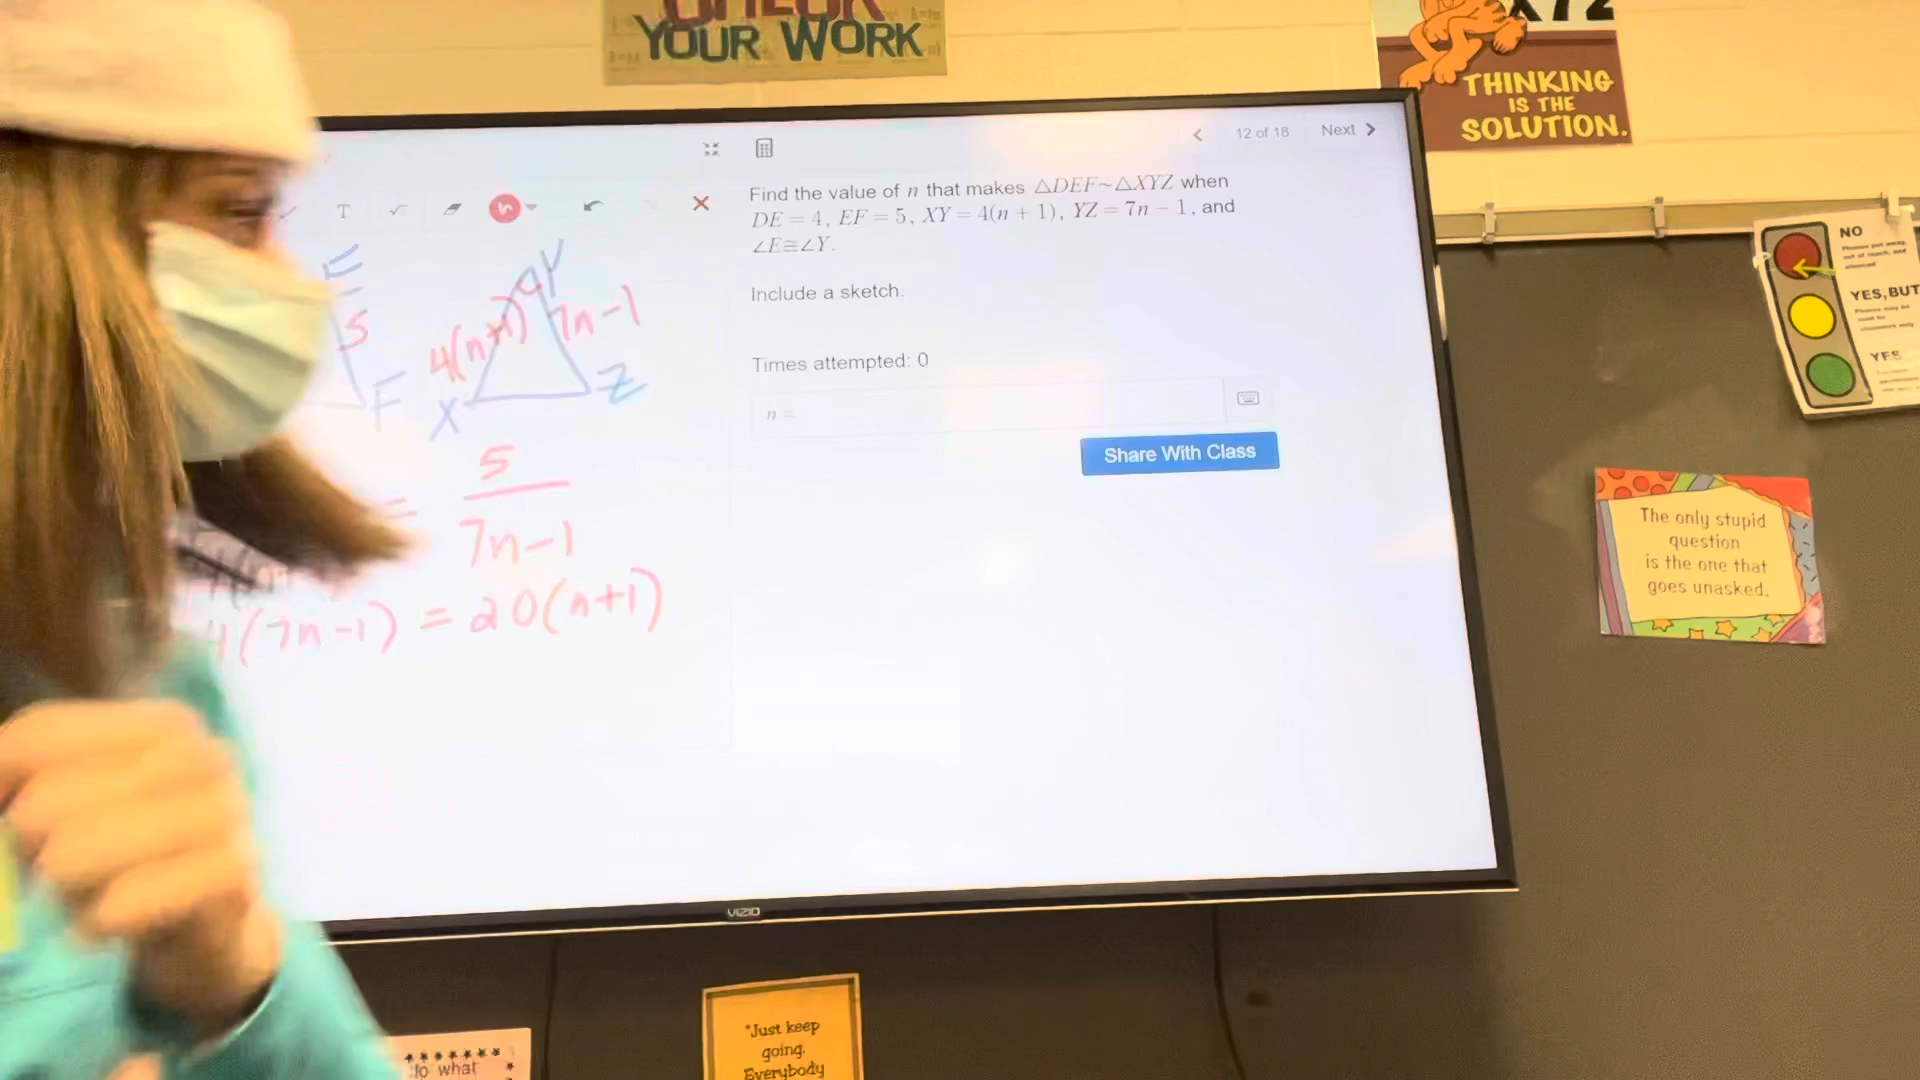 YOUR WORK
XYZ
THINKING
IS THE
SOLUTION.
12 of 18
Next
T
Find the value of n that makes △DEF~△XYZ when
DE = 4, EF = 5, XY = 4(n + 1), YZ = 7n − 1, and
∠E≅∠Y.
Include a sketch.
Times attempted: 0
n =
Share With Class
E
5
F
Y
4(n+1)
7n-1
X
Z
= 5
7n-1
4(7n-1) = 20(n+1)
VIZIO
NO
YES, BUT
YES
The only stupid
question
is the one that
goes unasked.
"Just keep
going.
Everybody
what